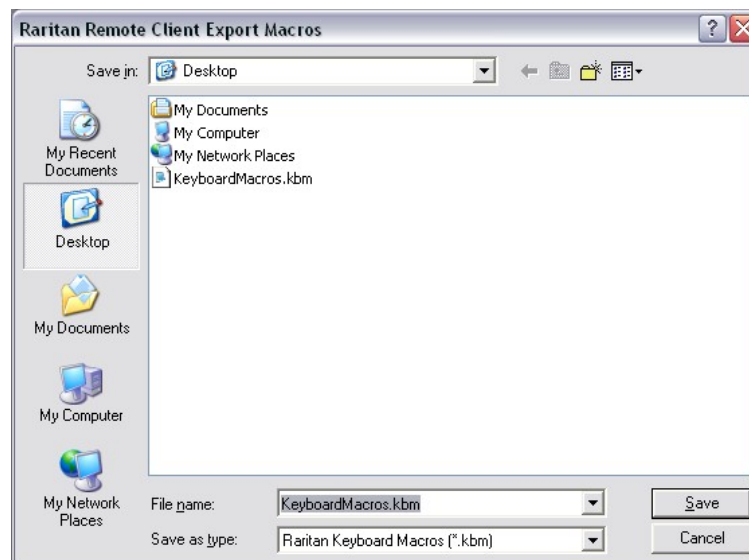 Raritan Remote Client Export Macros
Save in:
Desktop
My Recent
Documents
Desktop
My Documents
My Computer
My Network
Places
My Documents
My Computer
My Network Places
KeyboardMacros.kbm
File name:
KeyboardMacros.kbm
Save
Save as type:
Raritan Keyboard Macros (*.kbm)
Cancel